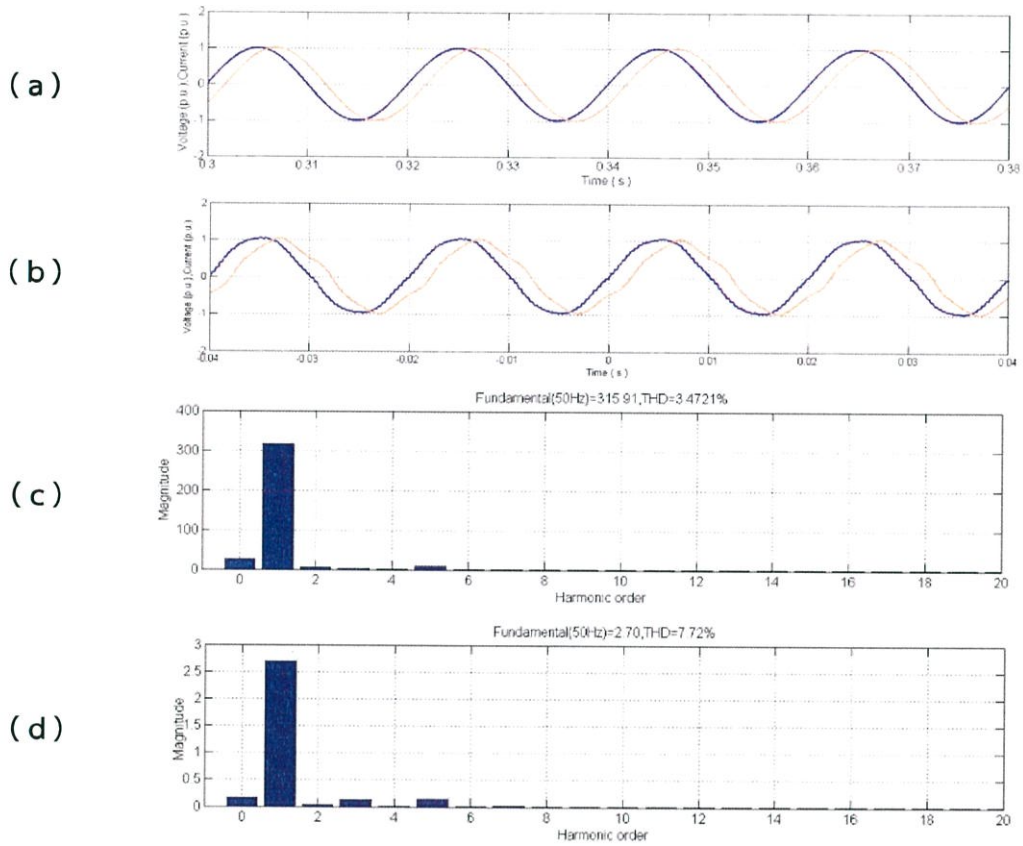 (a)
Voltage (p.u.),Current (p.u.)
2
1
0
-1
-2
0.3 0.31 0.32 0.33 0.34 0.35 0.36 0.37 0.38
Time ( s )
(b)
Voltage (p.u.),Current (p.u.)
2
1
0
-1
-2
-0.04 -0.03 -0.02 -0.01 0 0.01 0.02 0.03 0.04
Time ( s )
(c)
Fundamental(50Hz)=315.91,THD=3.4721%
Magnitude
400
300
200
100
0
0 2 4 6 8 10 12 14 16 18 20
Harmonic order
(d)
Fundamental(50Hz)=2.70,THD=7.72%
Magnitude
3
2.5
2
1.5
1
0.5
0
0 2 4 6 8 10 12 14 16 18 20
Harmonic order